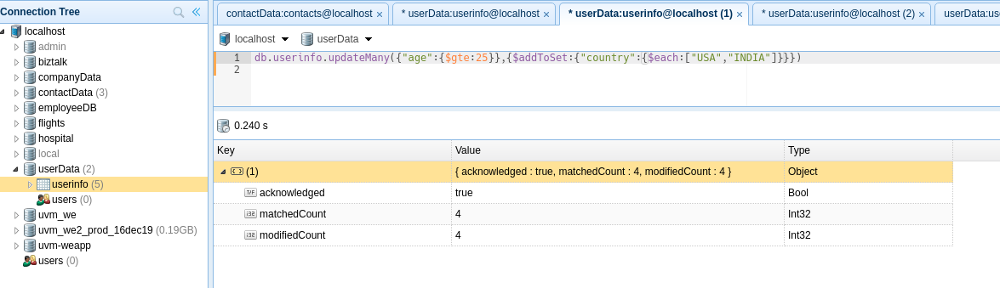 Connection Tree
localhost
admin
biztalk
companyData
contactData (3)
employeeDB
flights
hospital
local
userData (2)
userinfo (5)
users (0)
uvm_we
uvm_we2_prod_16dec19 (0.19GB)
uvm-weapp
users (0)
contactData:contacts@localhost × * userData:userinfo@localhost × * userData:userinfo@localhost (1) × * userData:userinfo@localhost (2) × userData:us
localhost userData
1 db.userinfo.updateMany({"age":{$gte:25}},{$addToSet:{"country":{$each:["USA","INDIA"]}}})
2
0.240 s
Key Value Type
(1) { acknowledged : true, matchedCount : 4, modifiedCount : 4 } Object
T/F acknowledged true Bool
i32 matchedCount 4 Int32
i32 modifiedCount 4 Int32